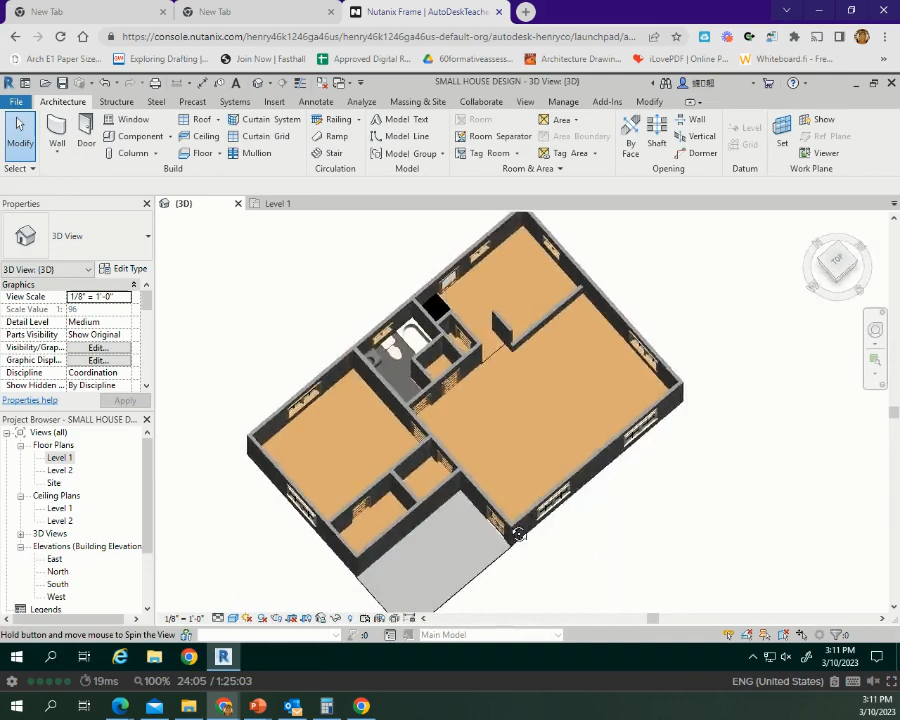 New Tab
New Tab
Nutanix Frame | AutoDeskTeache
https://console.nutanix.com/henry46k1246ga46us/henry46k1246ga46us-default-org/autodesk-henryco/launchpad/a...
Arch E1 Paper Size...
Exploring Drafting |...
Join Now | Fasthall
Approved Digital R...
60formativeassess...
Architecture Drawin...
iLovePDF | Online P...
Whiteboard.fi - Fre...
SMALL HOUSE DESIGN - 3D View: {3D}
File
Architecture
Structure
Steel
Precast
Systems
Insert
Annotate
Analyze
Massing & Site
Collaborate
View
Manage
Add-Ins
Modify
Modify
Wall
Door
Window
Component
Column
Roof
Ceiling
Floor
Curtain System
Curtain Grid
Mullion
Railing
Ramp
Stair
Model Text
Model Line
Model Group
Room
Room Separator
Tag Room
Area
Area Boundary
Tag Area
By Face
Shaft
Wall
Vertical
Dormer
Level
Grid
Set
Show
Ref Plane
Viewer
Select
Build
Circulation
Model
Room & Area
Opening
Datum
Work Plane
Properties
{3D}
Level 1
3D View
3D View: {3D}
Edit Type
Graphics
View Scale 1/8" = 1'-0"
Scale Value 1: 96
Detail Level Medium
Parts Visibility Show Original
Visibility/Grap... Edit...
Graphic Displ... Edit...
Discipline Coordination
Show Hidden ... By Discipline
Properties help
Apply
Project Browser - SMALL HOUSE D...
Views (all)
Floor Plans
Level 1
Level 2
Site
Ceiling Plans
Level 1
Level 2
3D Views
Elevations (Building Elevation
East
North
South
West
Legends
TOP
1/8" = 1'-0"
Hold button and move mouse to Spin the View
:0
Main Model
:0
3:11 PM
3/10/2023
19ms
100%
24:05 / 1:25:03
ENG (United States)
3:11 PM
3/10/2023